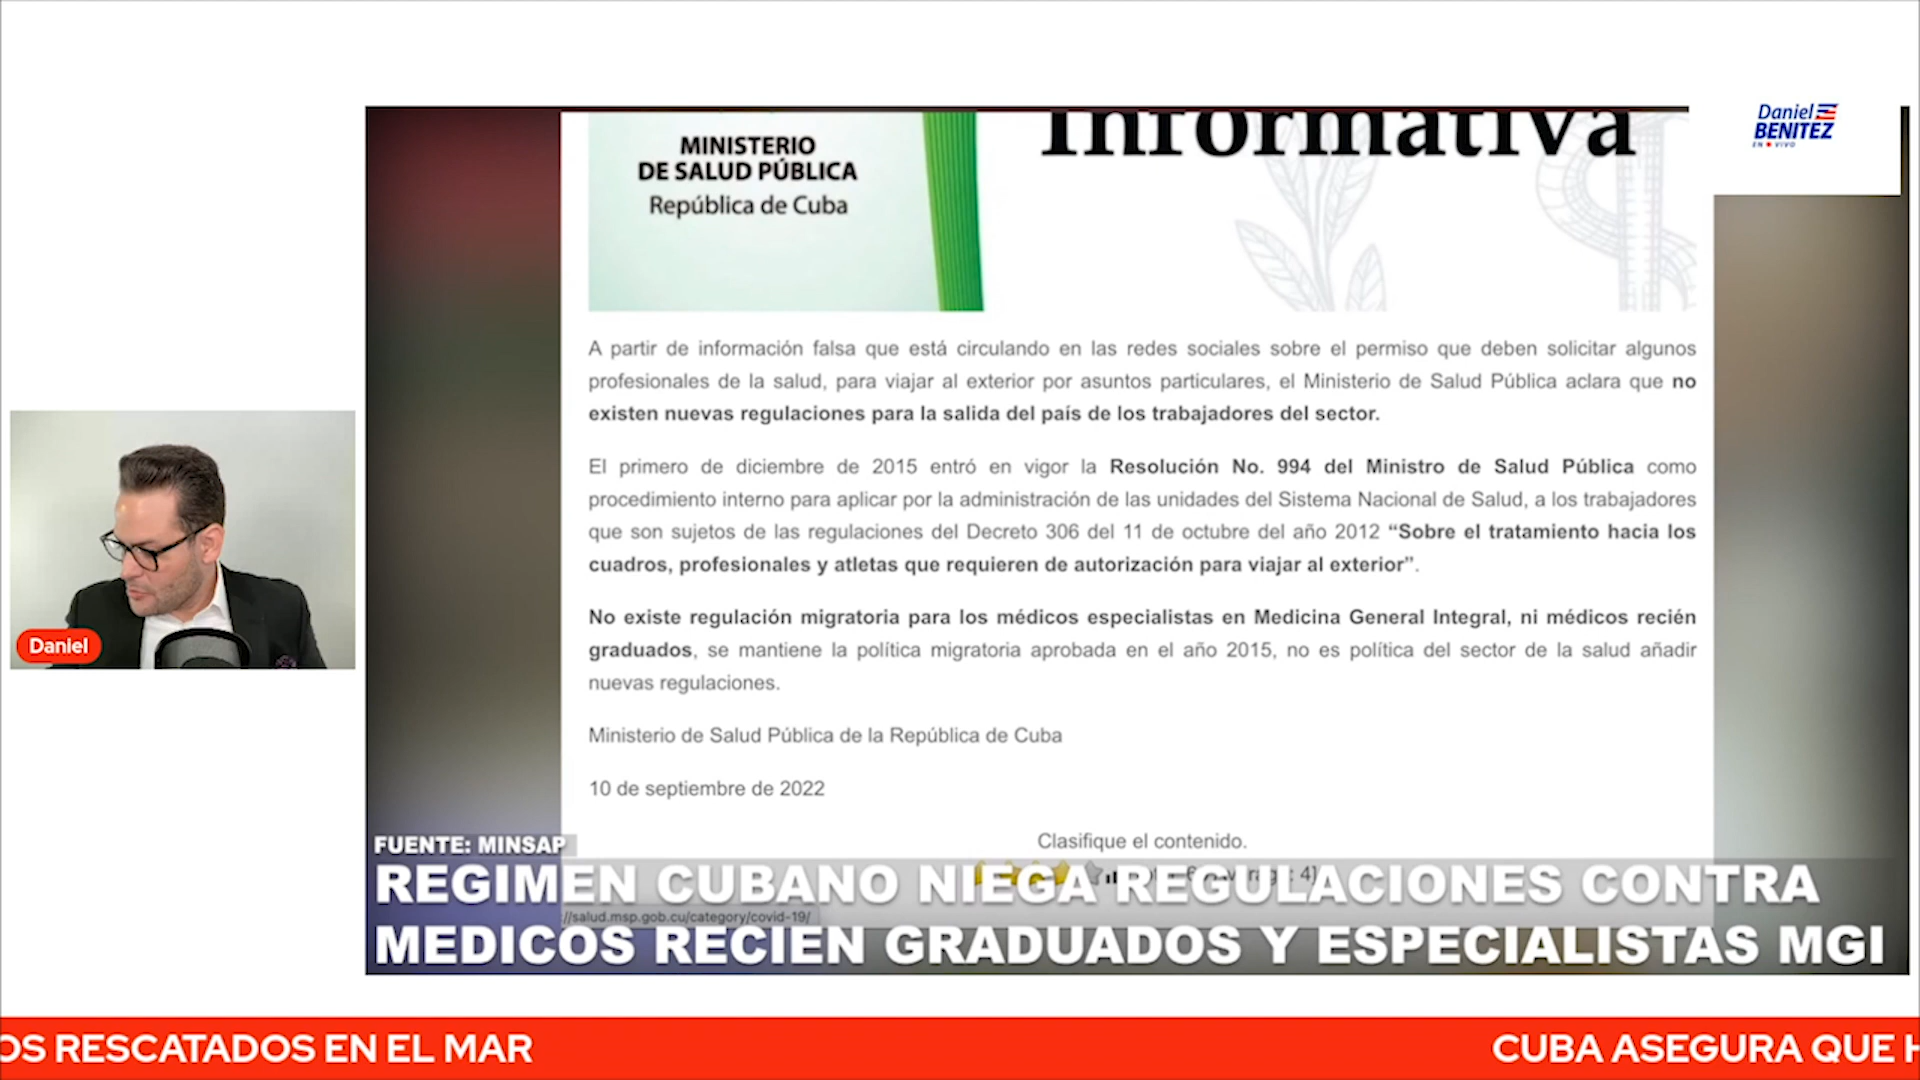 Daniel
BENITEZ
EN VIVO
Informativa
MINISTERIO
DE SALUD PÚBLICA
República de Cuba
A partir de información falsa que está circulando en las redes sociales sobre el permiso que deben solicitar algunos
profesionales de la salud, para viajar al exterior por asuntos particulares, el Ministerio de Salud Pública aclara que no
existen nuevas regulaciones para la salida del país de los trabajadores del sector.
El primero de diciembre de 2015 entró en vigor la Resolución No. 994 del Ministro de Salud Pública como
procedimiento interno para aplicar por la administración de las unidades del Sistema Nacional de Salud, a los trabajadores
que son sujetos de las regulaciones del Decreto 306 del 11 de octubre del año 2012 “Sobre el tratamiento hacia los
cuadros, profesionales y atletas que requieren de autorización para viajar al exterior”.
No existe regulación migratoria para los médicos especialistas en Medicina General Integral, ni médicos recién
graduados, se mantiene la política migratoria aprobada en el año 2015, no es política del sector de la salud añadir
nuevas regulaciones.
Ministerio de Salud Pública de la República de Cuba
10 de septiembre de 2022
Clasifique el contenido.
Daniel
FUENTE: MINSAP
REGIMEN CUBANO NIEGA REGULACIONES CONTRA
://salud.msp.gob.cu/category/covid-19/
MEDICOS RECIEN GRADUADOS Y ESPECIALISTAS MGI
OS RESCATADOS EN EL MAR
CUBA ASEGURA QUE H